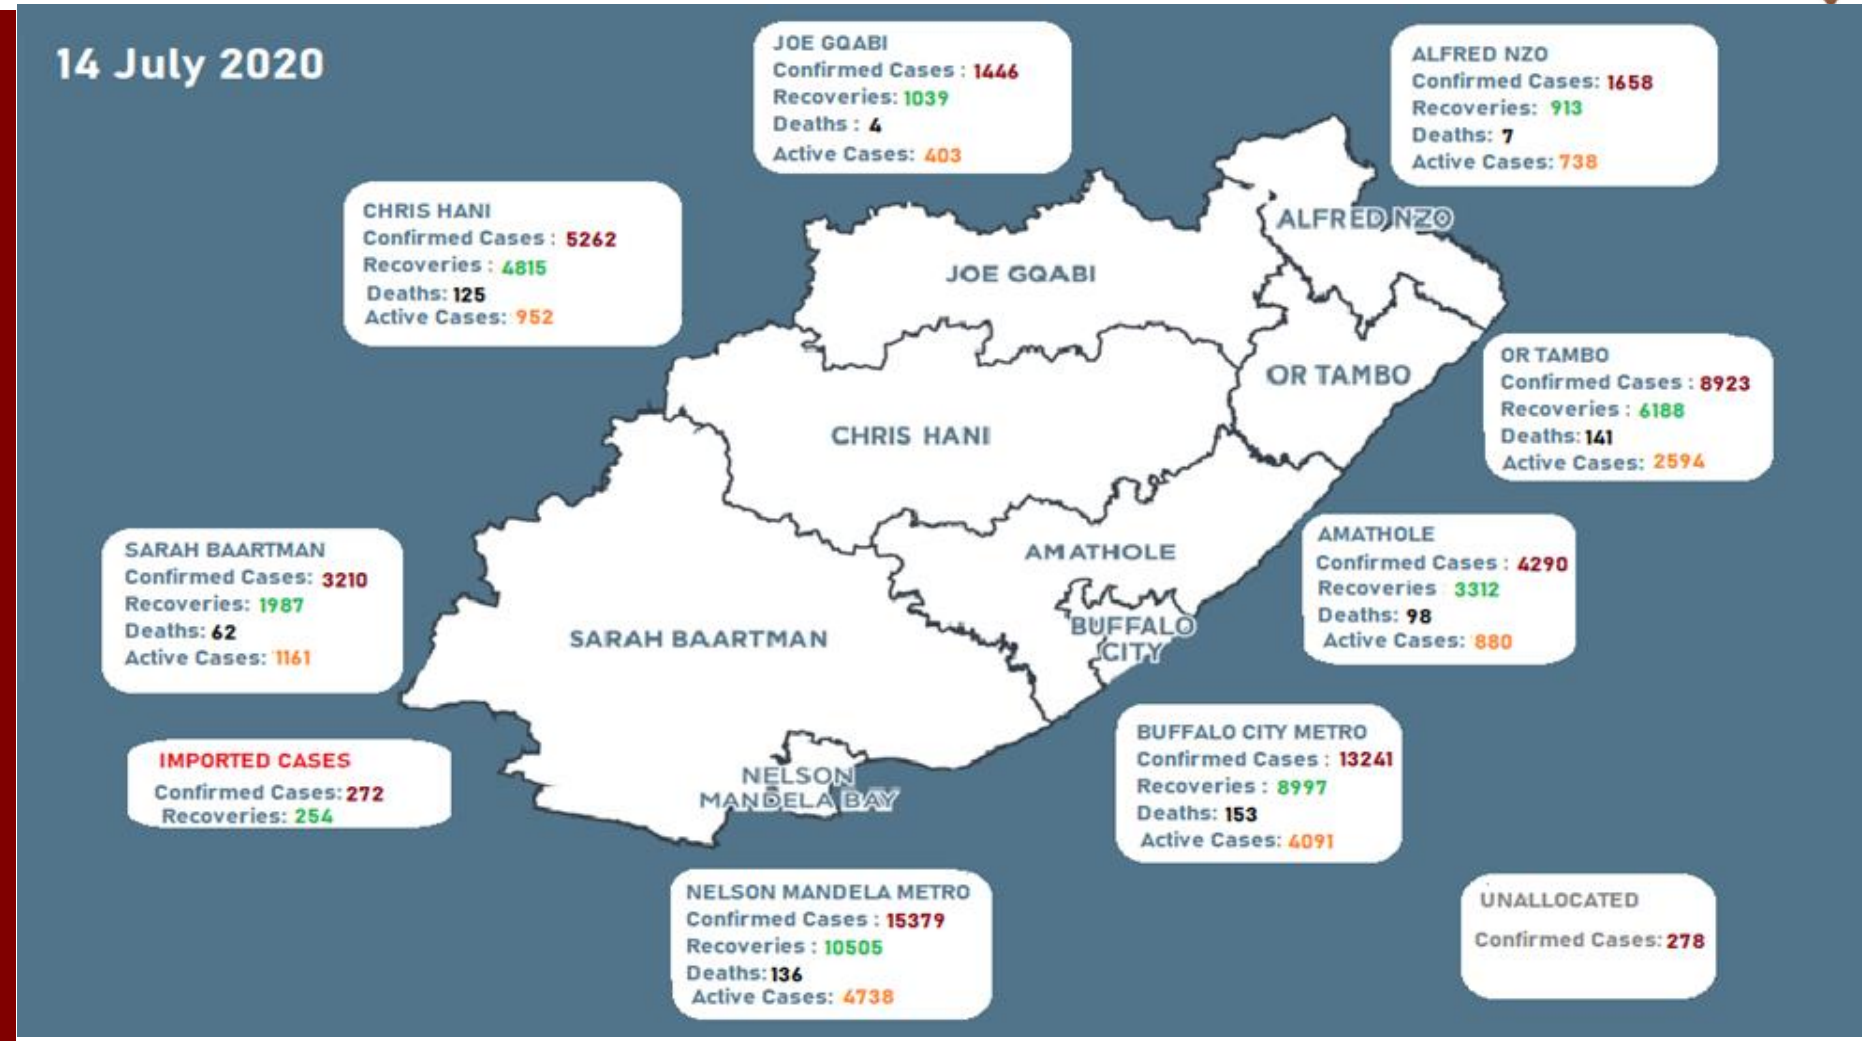 14 July 2020
JOE GQABI
Confirmed Cases : 1446
Recoveries: 1039
Deaths : 4
Active Cases: 403
ALFRED NZO
Confirmed Cases: 1658
Recoveries: 913
Deaths: 7
Active Cases: 738
CHRIS HANI
Confirmed Cases : 5262
Recoveries : 4815
Deaths: 125
Active Cases: 952
ALFRED NZO
JOE GQABI
OR TAMBO
CHRIS HANI
OR TAMBO
Confirmed Cases : 8923
Recoveries : 6188
Deaths: 141
Active Cases: 2594
SARAH BAARTMAN
Confirmed Cases: 3210
Recoveries: 1987
Deaths: 62
Active Cases: 1161
AMATHOLE
BUFFALO
CITY
SARAH BAARTMAN
AMATHOLE
Confirmed Cases : 4290
Recoveries 3312
Deaths: 98
Active Cases: 880
IMPORTED CASES
Confirmed Cases: 272
Recoveries: 254
NELSON
MANDELA BAY
BUFFALO CITY METRO
Confirmed Cases : 13241
Recoveries : 8997
Deaths: 153
Active Cases: 4091
NELSON MANDELA METRO
Confirmed Cases : 15379
Recoveries : 10505
Deaths: 136
Active Cases: 4738
UNALLOCATED
Confirmed Cases: 278